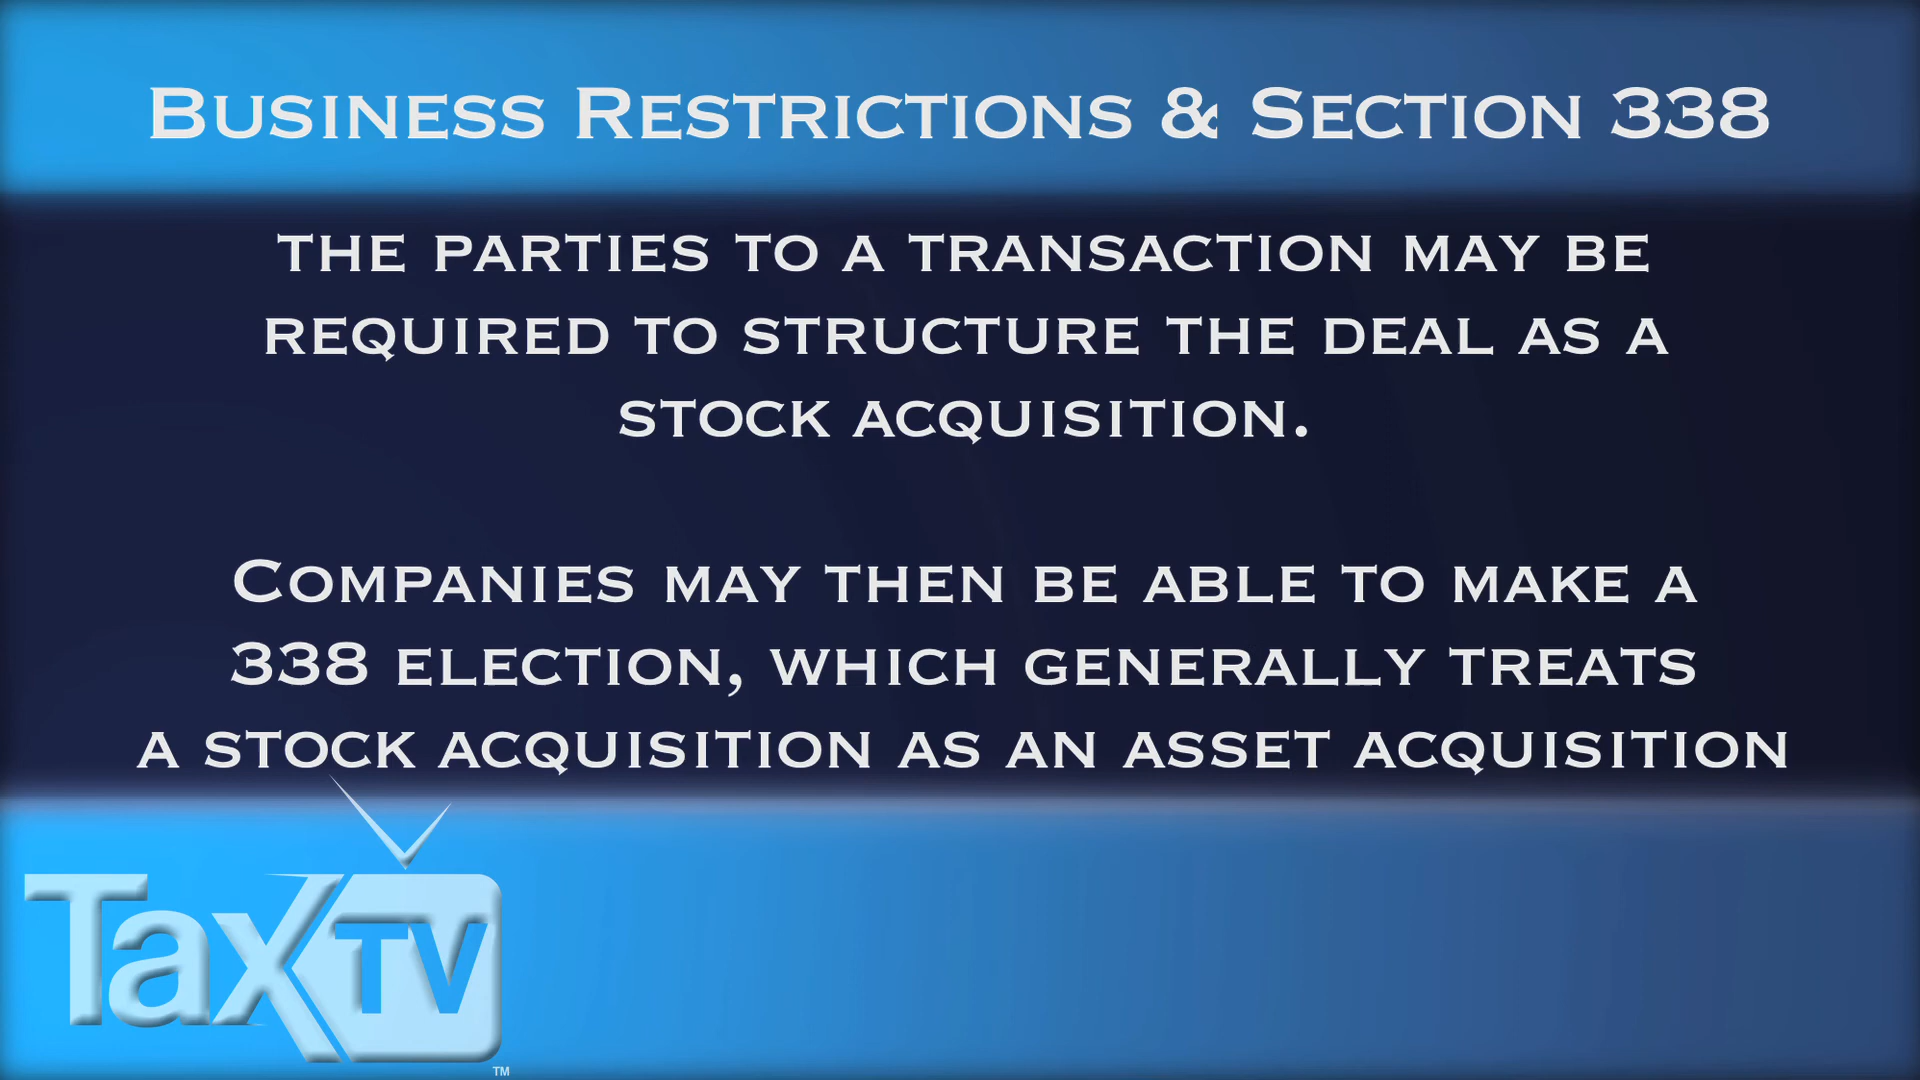 Business Restrictions & Section 338
the parties to a transaction may be
required to structure the deal as a
stock acquisition.
Companies may then be able to make a
338 election, which generally treats
a stock acquisition as an asset acquisition
TaxTV
TM